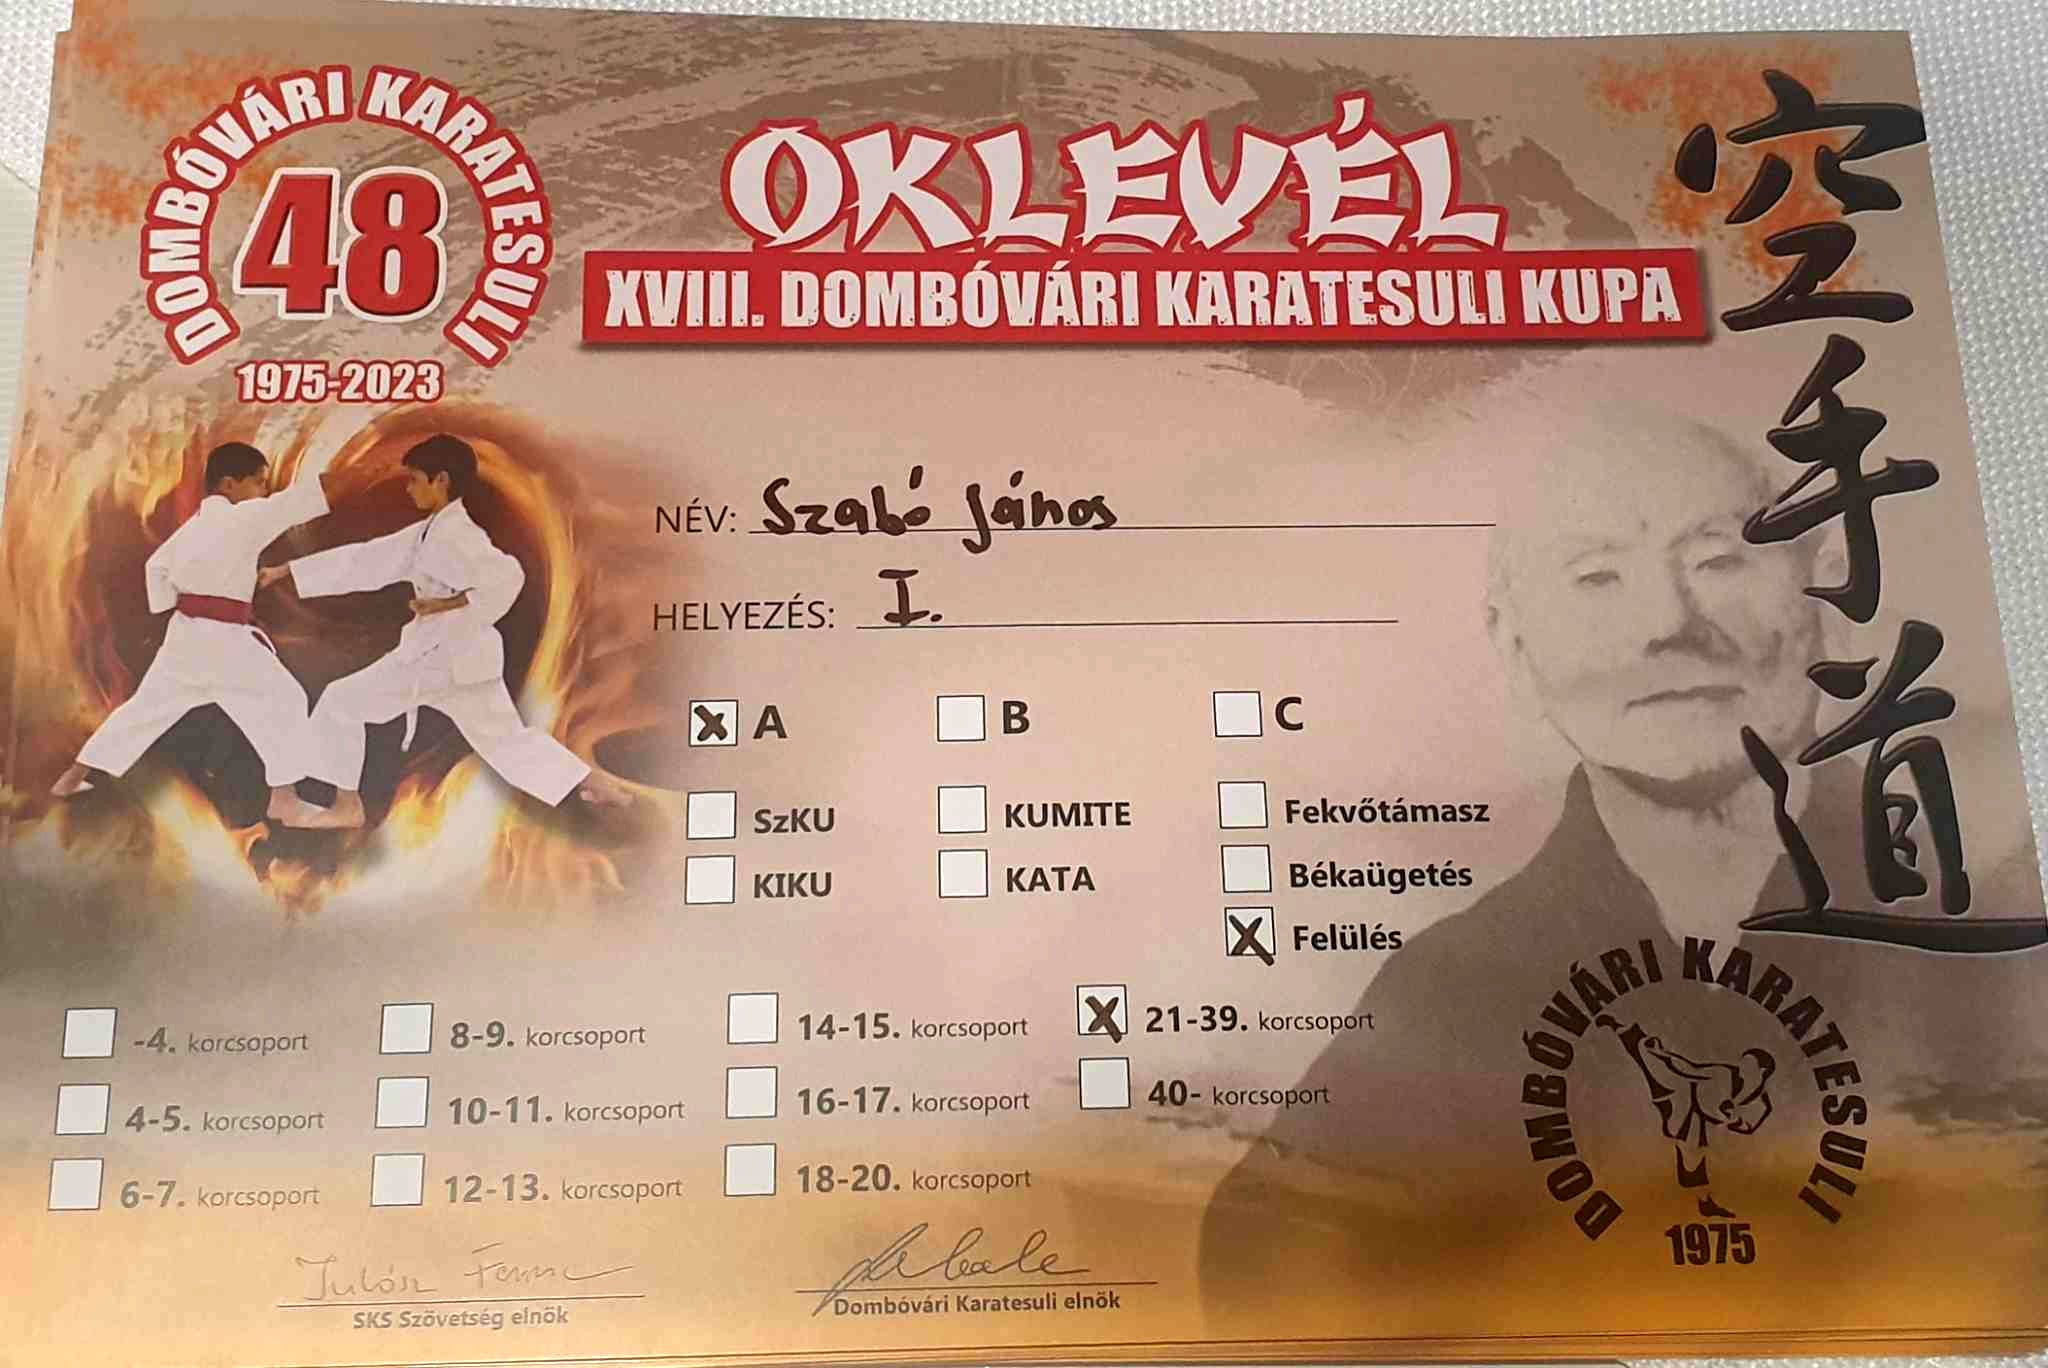 DOMBÓVÁRI KARATESULI
48
1975-2023
OKLEVÉL
XVIII. DOMBÓVÁRI KARATESULI KUPA
空手道
NÉV: Szabó János
HELYEZÉS: I.
X A B C
SzKU KUMITE Fekvőtámasz
KIKU KATA Békaügetés
X Felülés
-4. korcsoport 8-9. korcsoport 14-15. korcsoport X 21-39. korcsoport
4-5. korcsoport 10-11. korcsoport 16-17. korcsoport 40- korcsoport
6-7. korcsoport 12-13. korcsoport 18-20. korcsoport
SKS Szövetség elnök
Dombóvári Karatesuli elnök
DOMBÓVÁRI KARATESULI
1975